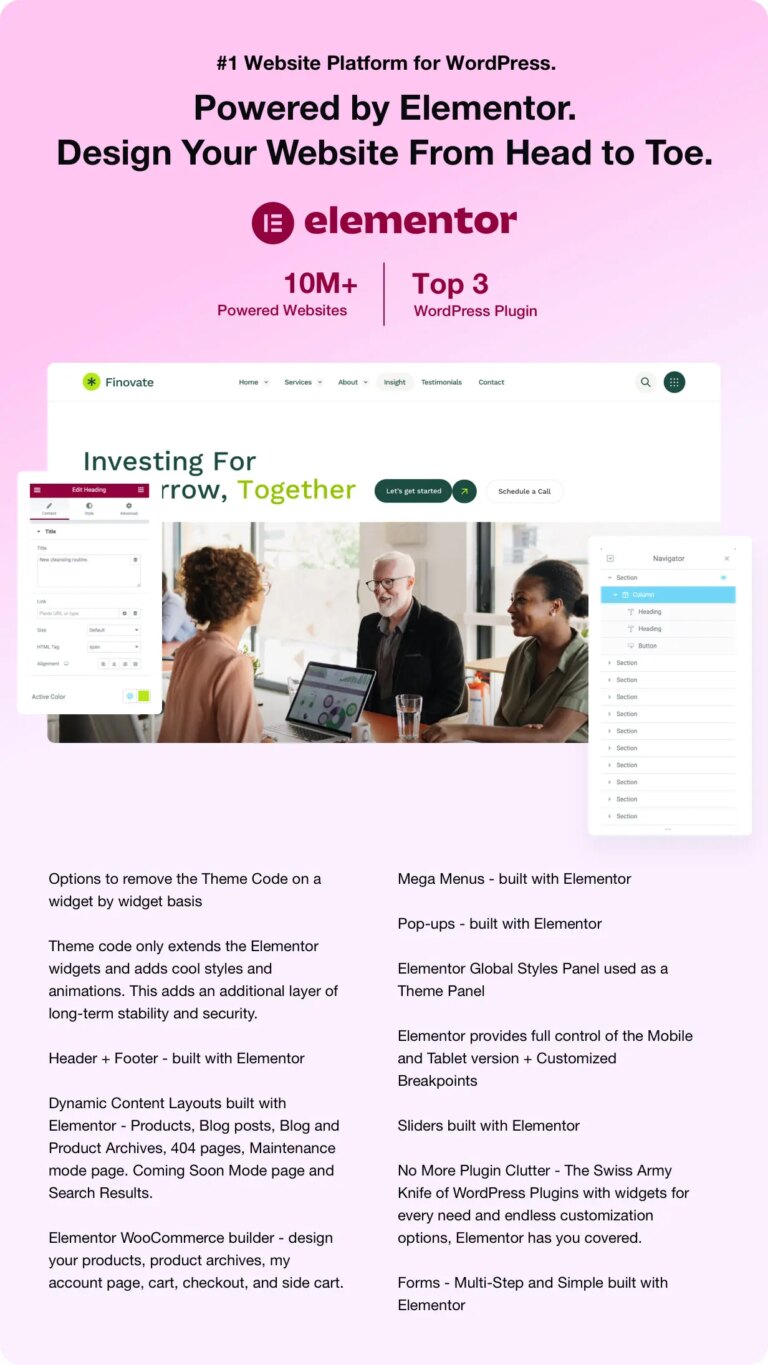 #1 Website Platform for WordPress.
Powered by Elementor.
Design Your Website From Head to Toe.
elementor
10M+
Powered Websites
Top 3
WordPress Plugin
Finovate
Home
Services
About
Insight
Testimonials
Contact
Investing For
rrow, Together
Let's get started
Schedule a Call
Edit Heading
Content
Style
Advanced
Title
Title
New cleansing routine.
Link
Paste URL or type
Size
Default
HTML Tag
span
Alignment
Active Color
Navigator
Section
Column
Heading
Heading
Button
Section
Section
Section
Section
Section
Section
Section
Section
Section
Section
Options to remove the Theme Code on a
widget by widget basis
Theme code only extends the Elementor
widgets and adds cool styles and
animations. This adds an additional layer of
long-term stability and security.
Header + Footer - built with Elementor
Dynamic Content Layouts built with
Elementor - Products, Blog posts, Blog and
Product Archives, 404 pages, Maintenance
mode page. Coming Soon Mode page and
Search Results.
Elementor WooCommerce builder - design
your products, product archives, my
account page, cart, checkout, and side cart.
Mega Menus - built with Elementor
Pop-ups - built with Elementor
Elementor Global Styles Panel used as a
Theme Panel
Elementor provides full control of the Mobile
and Tablet version + Customized
Breakpoints
Sliders built with Elementor
No More Plugin Clutter - The Swiss Army
Knife of WordPress Plugins with widgets for
every need and endless customization
options, Elementor has you covered.
Forms - Multi-Step and Simple built with
Elementor